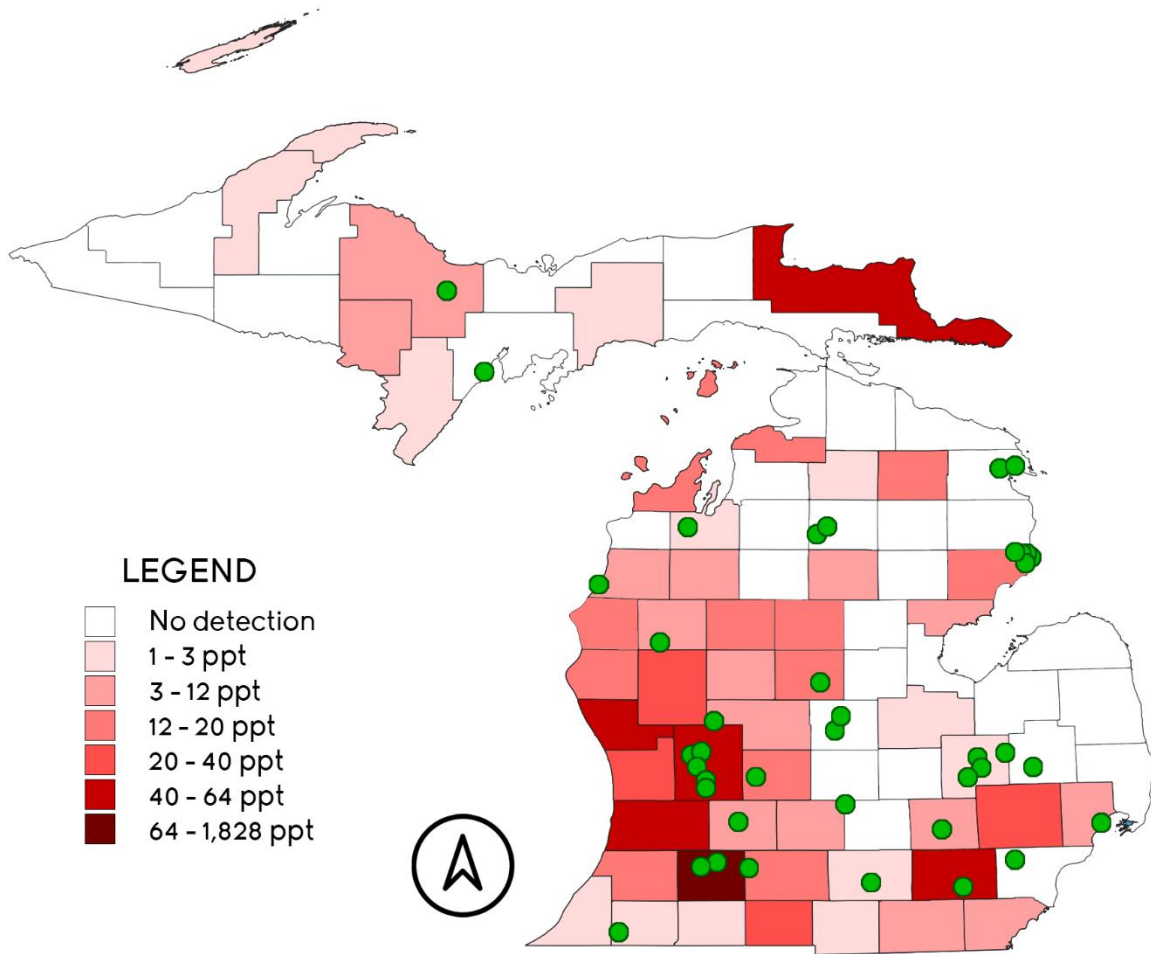 LEGEND
No detection
1 - 3 ppt
3 - 12 ppt
12 - 20 ppt
20 - 40 ppt
40 - 64 ppt
64 - 1,828 ppt